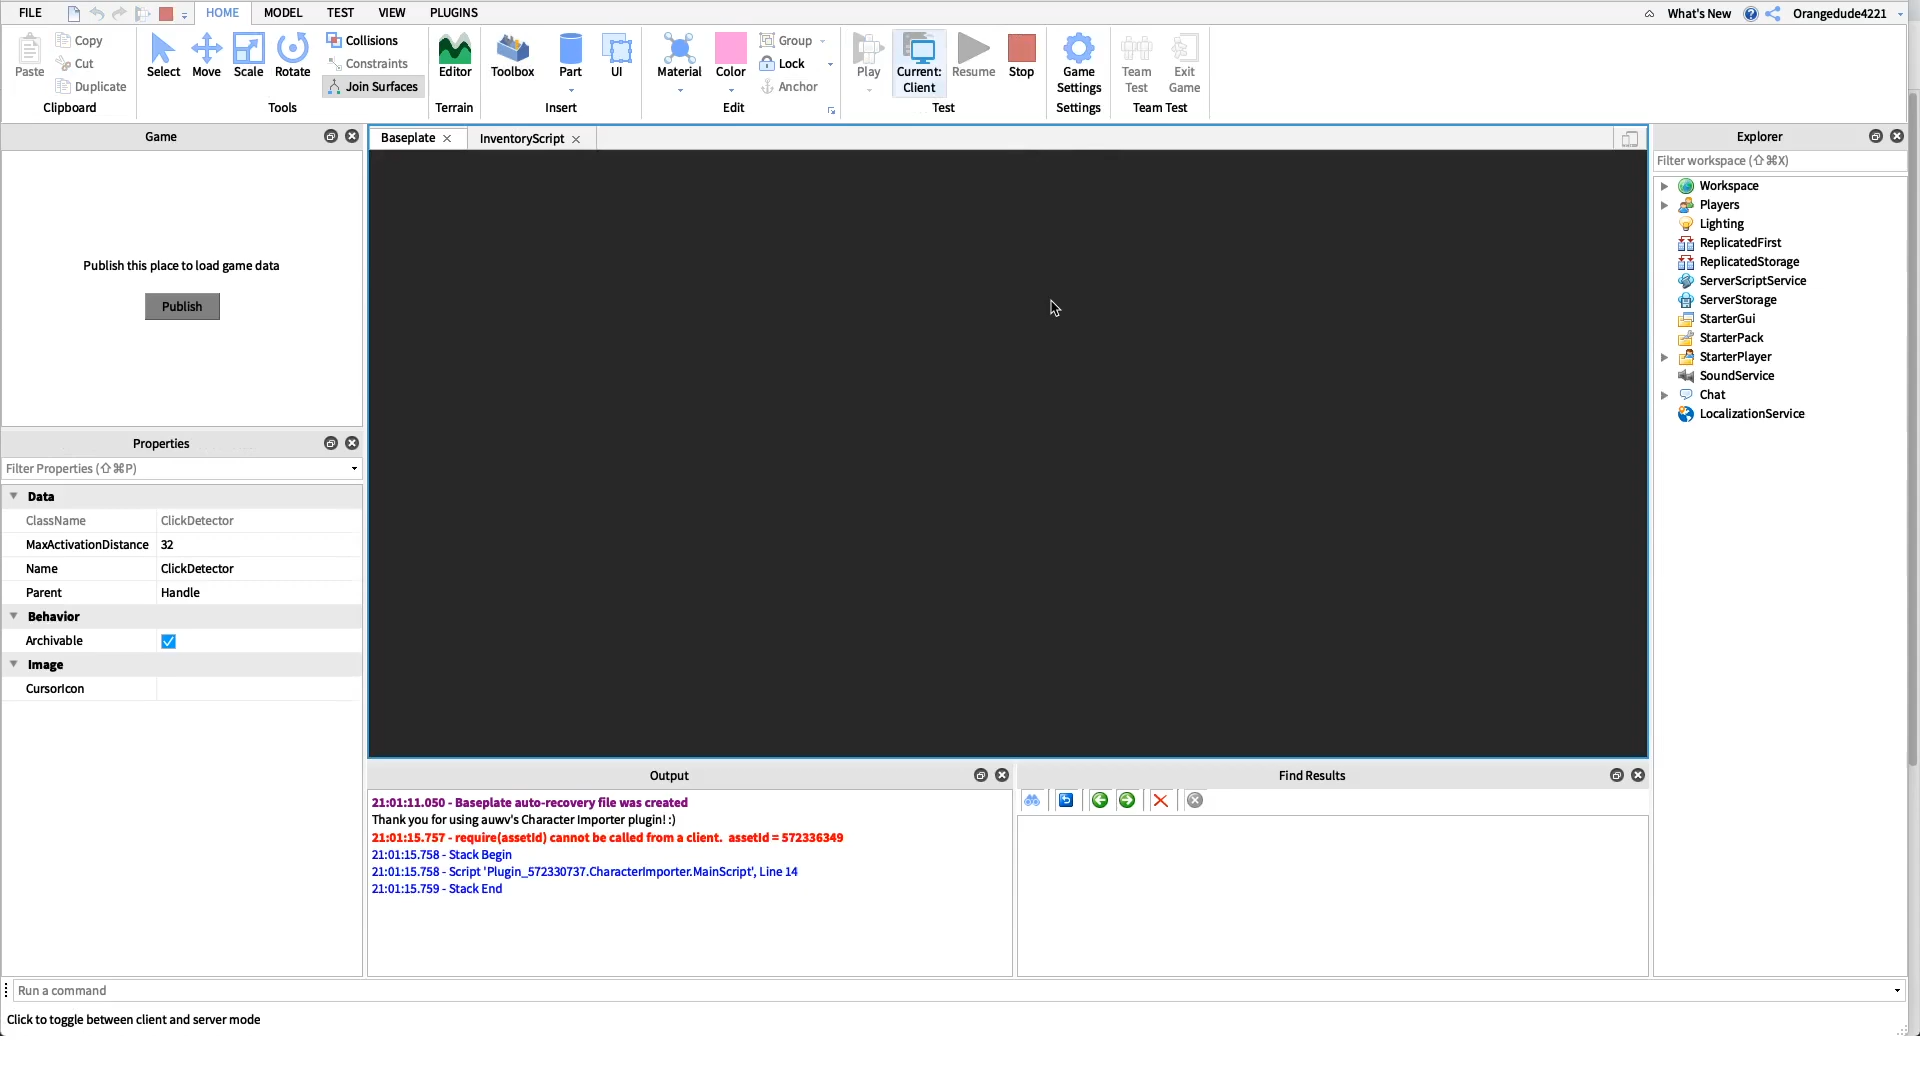 FILE HOME MODEL TEST VIEW PLUGINS What's New Orangedude4221
Paste Copy Cut Duplicate Clipboard
Select Move Scale Rotate Collisions Constraints Join Surfaces Tools
Editor Terrain
Toolbox Part UI Insert
Material Color Group Lock Anchor Edit
Play Current: Client Resume Stop Test
Game Settings Settings
Team Test Exit Game Team Test
Game
Publish this place to load game data
Publish
Properties
Filter Properties (⇧⌘P)
Data
ClassName ClickDetector
MaxActivationDistance 32
Name ClickDetector
Parent Handle
Behavior
Archivable
Image
CursorIcon
Baseplate InventoryScript
Output
21:01:11.050 - Baseplate auto-recovery file was created
Thank you for using auwv's Character Importer plugin! :)
21:01:15.757 - require(assetId) cannot be called from a client. assetId = 572336349
21:01:15.758 - Stack Begin
21:01:15.758 - Script 'Plugin_572330737.CharacterImporter.MainScript', Line 14
21:01:15.759 - Stack End
Find Results
Explorer
Filter workspace (⇧⌘X)
Workspace
Players
Lighting
ReplicatedFirst
ReplicatedStorage
ServerScriptService
ServerStorage
StarterGui
StarterPack
StarterPlayer
SoundService
Chat
LocalizationService
Run a command
Click to toggle between client and server mode